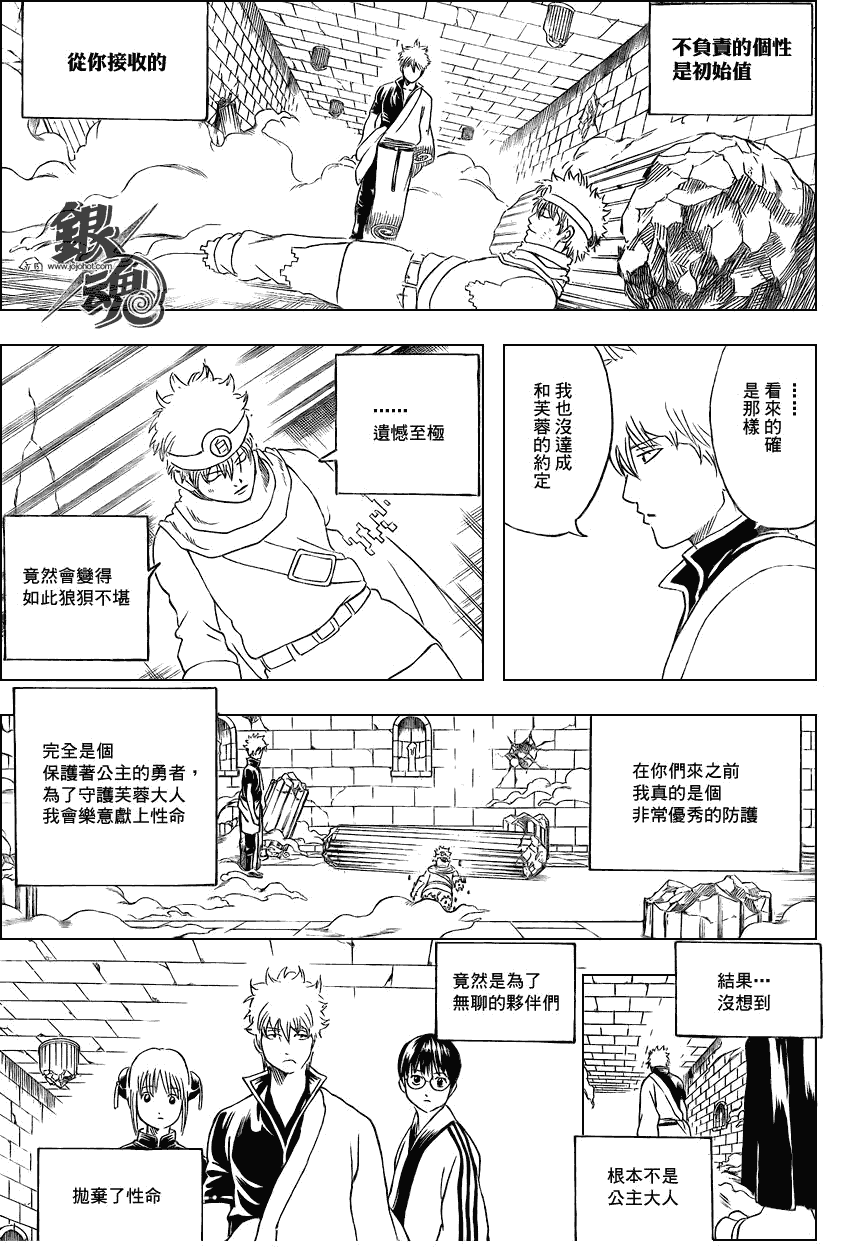 不負責的個性
是初始值
從你接收的
銀魂
www.jojohot.com
……
看來的確
是那樣
我也沒達成
和芙蓉的約定
……
遺憾至極
竟然會變得
如此狼狽不堪
在你們來之前
我真的是個
非常優秀的防護
完全是個
保護著公主的勇者，
為了守護芙蓉大人
我會樂意獻上性命
結果…
沒想到
根本不是
公主大人
竟然是為了
無聊的夥伴們
拋棄了性命